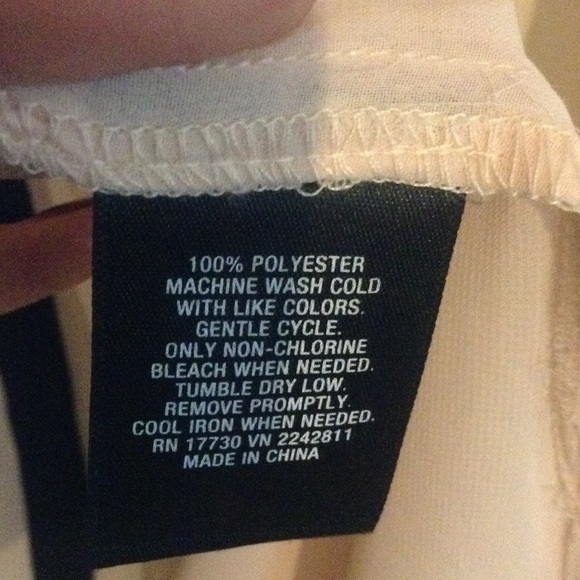 100% POLYESTER
MACHINE WASH COLD
WITH LIKE COLORS.
GENTLE CYCLE.
ONLY NON-CHLORINE
BLEACH WHEN NEEDED.
TUMBLE DRY LOW.
REMOVE PROMPTLY.
COOL IRON WHEN NEEDED.
RN 17730 VN 2242811
MADE IN CHINA